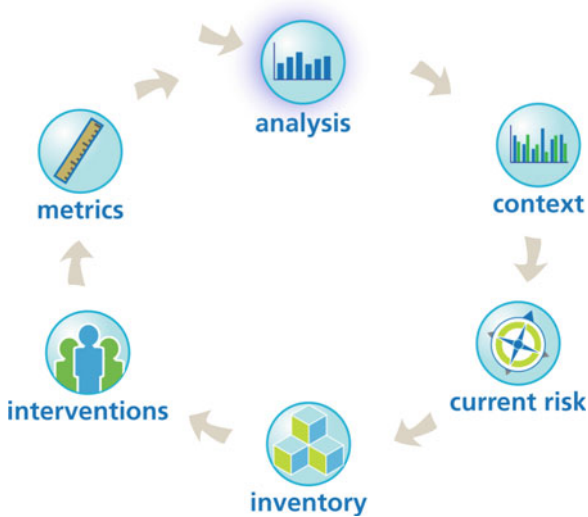 analysis
context
current risk
inventory
interventions
metrics